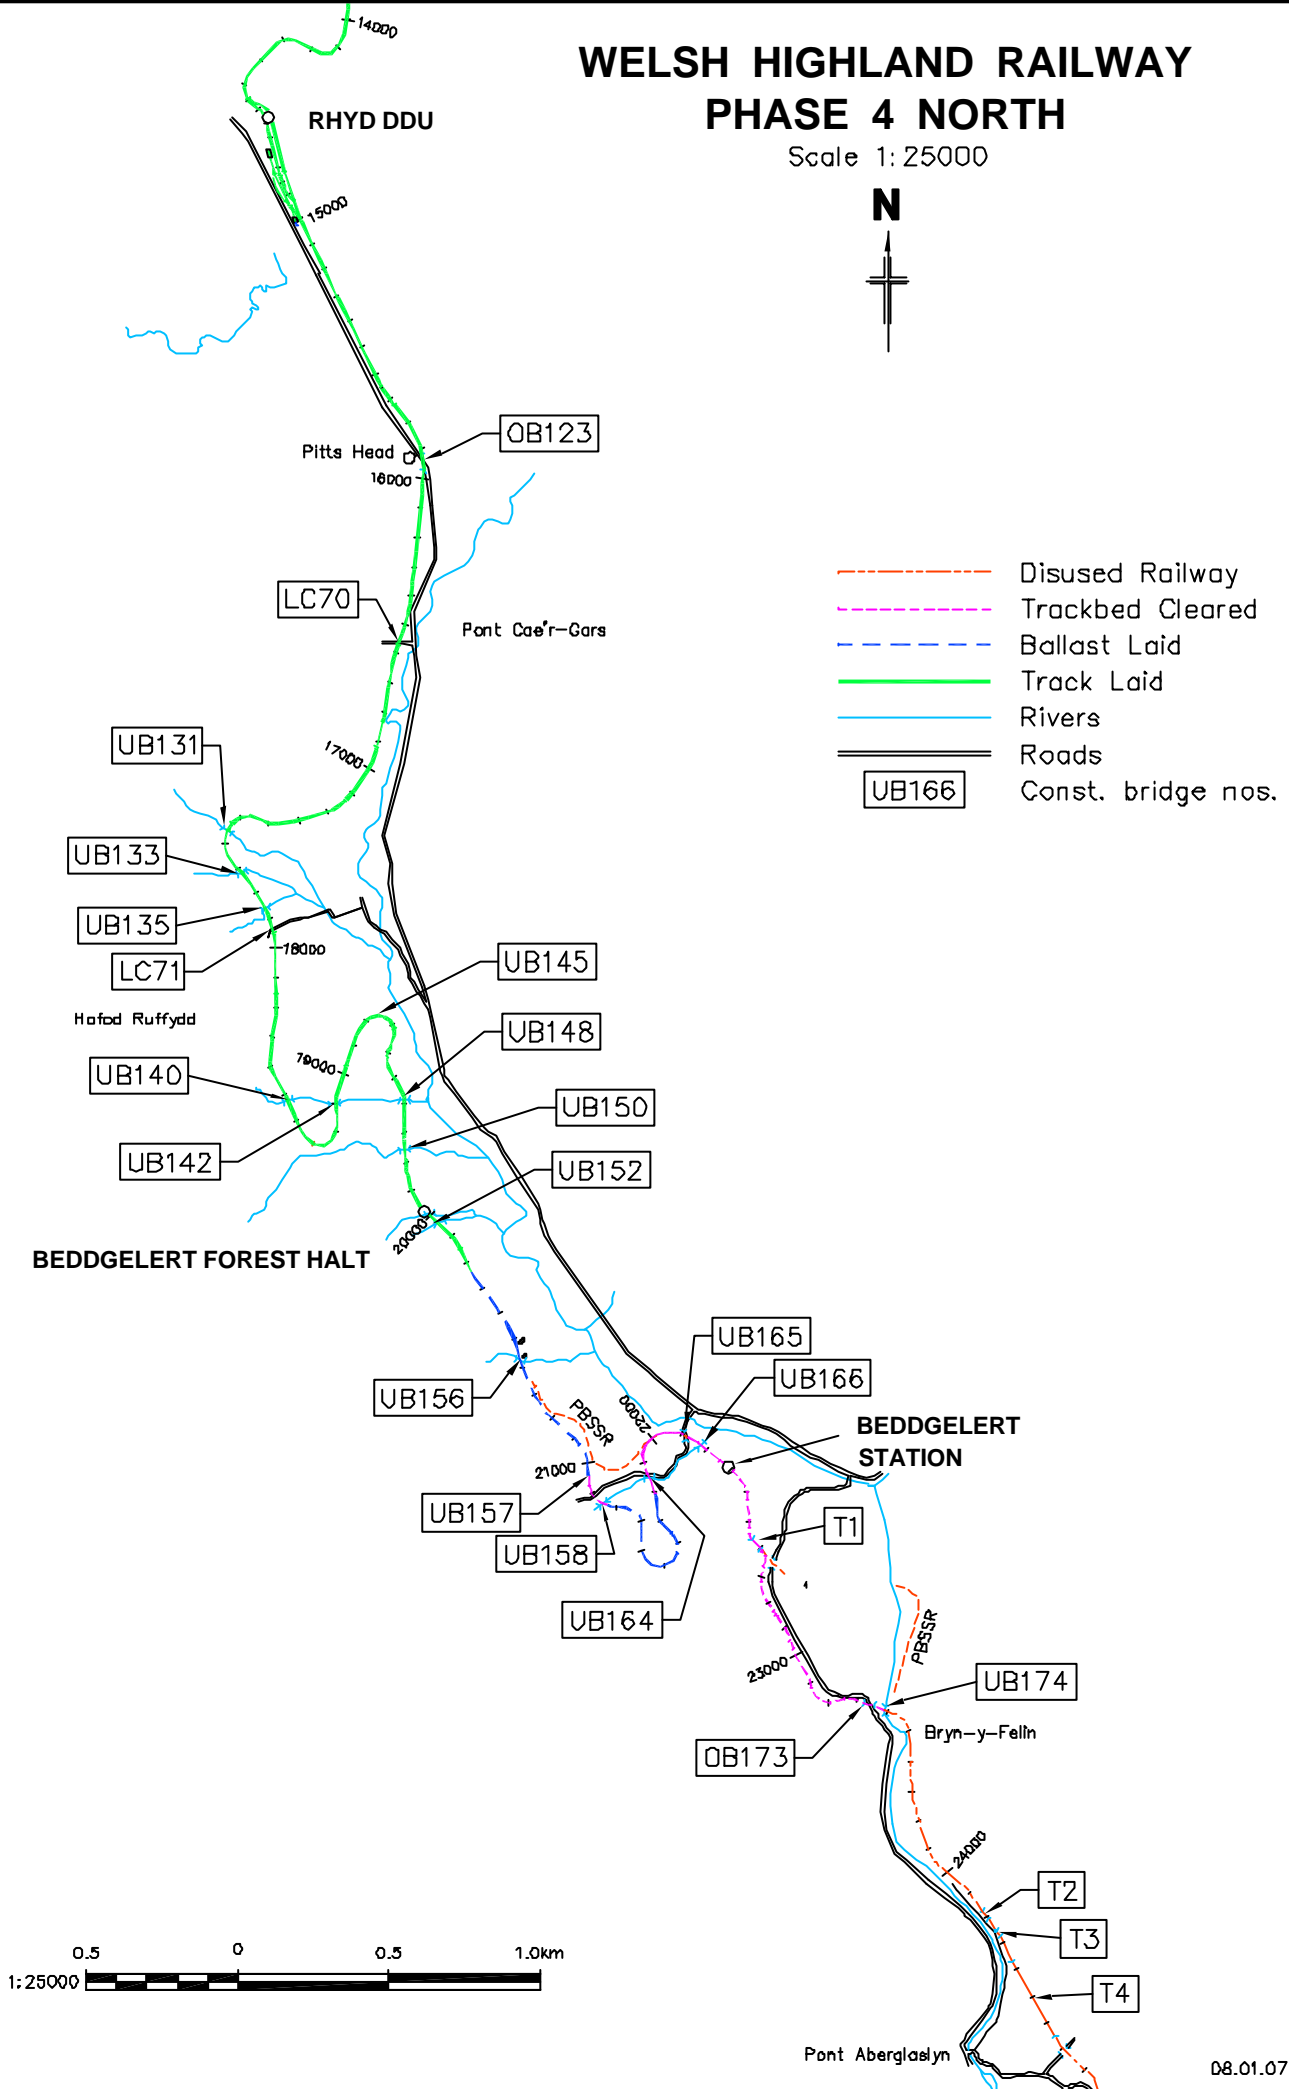 14000
WELSH HIGHLAND RAILWAY
PHASE 4 NORTH
Scale 1:25000
N
RHYD DDU
15000
OB123
Pitts Head
16000
LC70
Pont Cae'r-Gars
Disused Railway
Trackbed Cleared
Ballast Laid
Track Laid
Rivers
Roads
UB166
Const. bridge nos.
UB131
17000
UB133
UB135
18000
LC71
UB145
Hafod Ruffydd
UB148
19000
UB140
UB150
UB142
UB152
20000
BEDDGELERT FOREST HALT
UB165
UB166
UB156
PBSSR
22000
BEDDGELERT
STATION
21000
UB157
T1
UB158
UB164
PBSSR
23000
UB174
Bryn-y-Felin
OB173
24000
T2
T3
T4
0.5
0
0.5
1.0km
1:25000
Pont Aberglaslyn
08.01.07